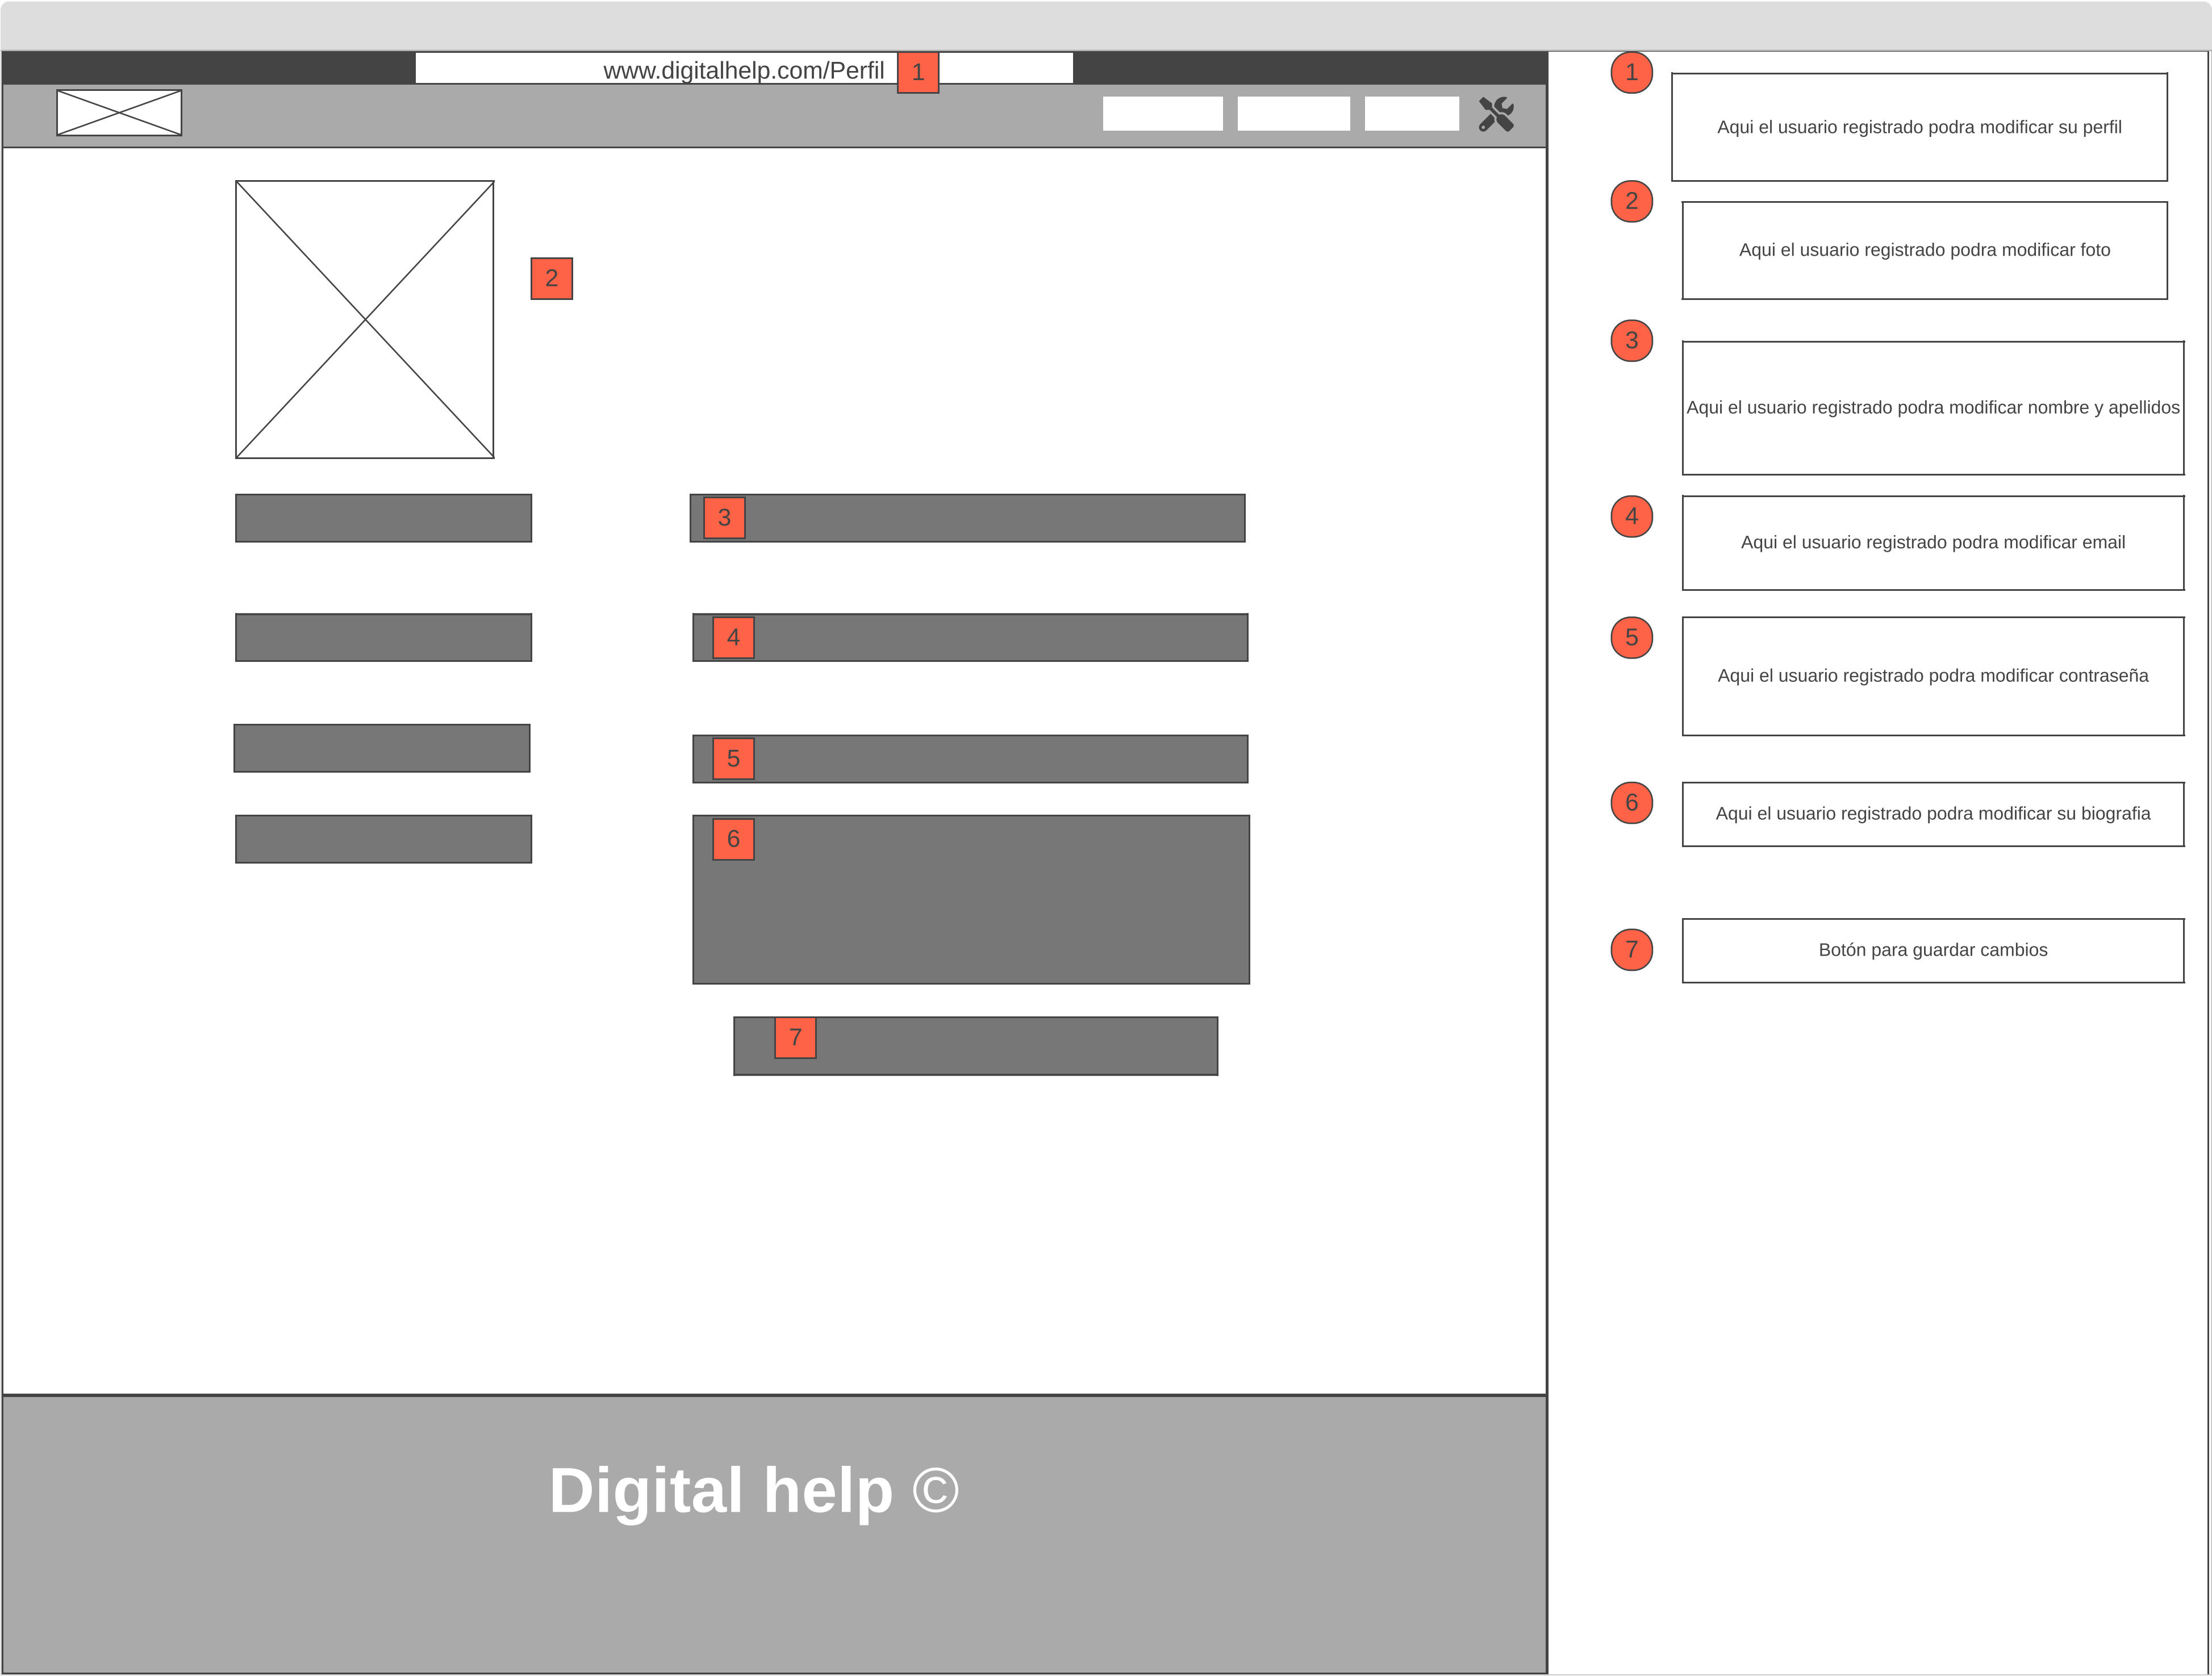 www.digitalhelp.com/Perfil
1
2
3
4
5
6
7
Digital help ©
1
Aqui el usuario registrado podra modificar su perfil
2
Aqui el usuario registrado podra modificar foto
3
Aqui el usuario registrado podra modificar nombre y apellidos
4
Aqui el usuario registrado podra modificar email
5
Aqui el usuario registrado podra modificar contraseña
6
Aqui el usuario registrado podra modificar su biografia
7
Botón para guardar cambios